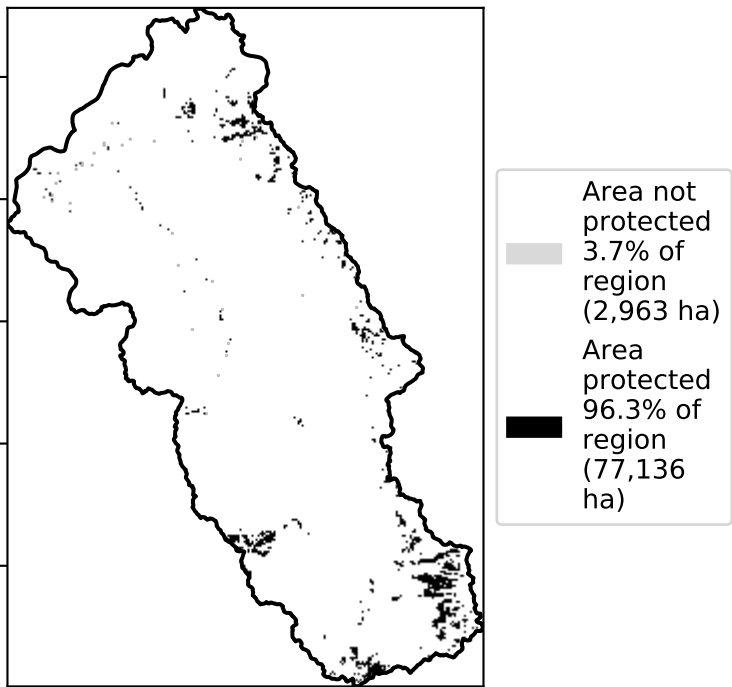 Area not
protected
3.7% of
region
(2,963 ha)
Area
protected
96.3% of
region
(77,136
ha)